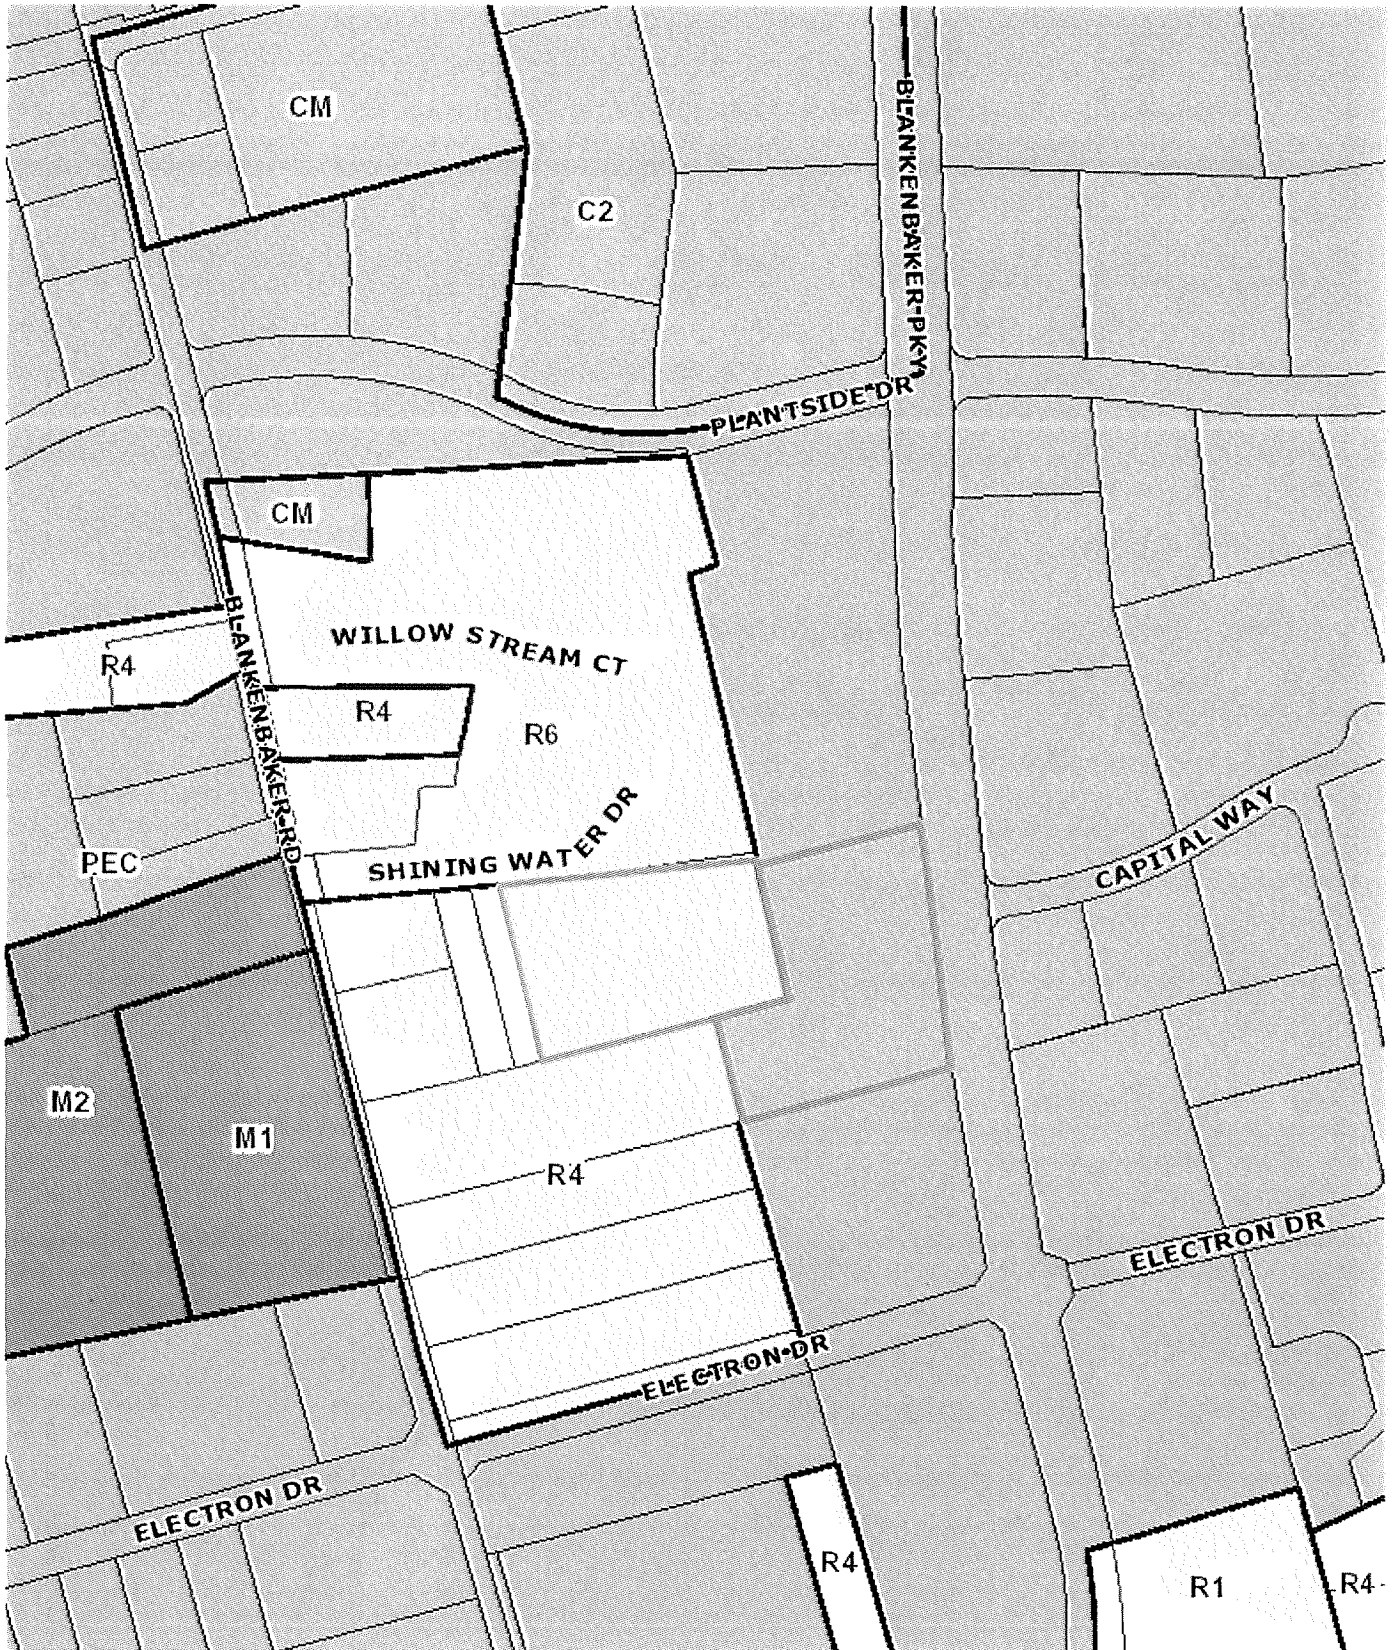 CM
BLANKENBAKER PKY
C2
PLANTSIDE DR
CM
BLANKENBAKER RD
WILLOW STREAM CT
R4
R4
R6
SHINING WATER DR
CAPITAL WAY
PEC
M2
M1
R4
ELECTRON DR
ELECTRON DR
ELECTRON DR
R4
R1
R4